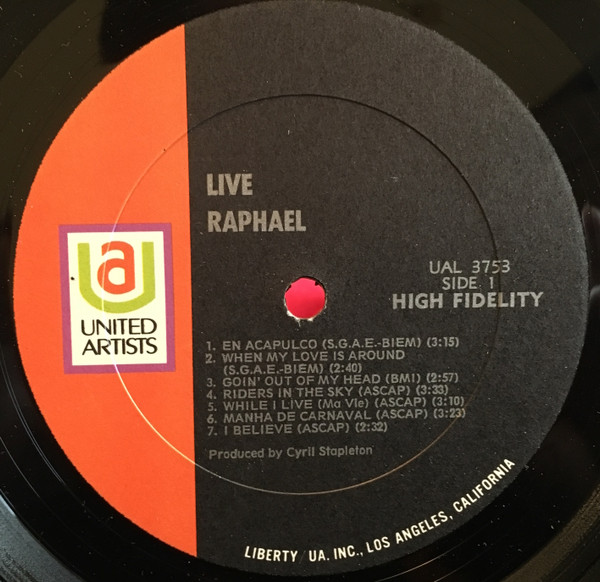 LIVE
RAPHAEL
UAL 3753
SIDE 1
HIGH FIDELITY
ua
UNITED
ARTISTS
1. EN ACAPULCO (S.G.A.E.-BIEM) (3:15)
2. WHEN MY LOVE IS AROUND
(S.G.A.E.-BIEM) (2:40)
3. GOIN' OUT OF MY HEAD (BMI) (2:57)
4. RIDERS IN THE SKY (ASCAP) (3:33)
5. WHILE I LIVE (Ma Vie) (ASCAP) (3:10)
6. MANHA DE CARNAVAL (ASCAP) (3:23)
7. I BELIEVE (ASCAP) (2:32)
Produced by Cyril Stapleton
LIBERTY / UA. INC., LOS ANGELES, CALIFORNIA